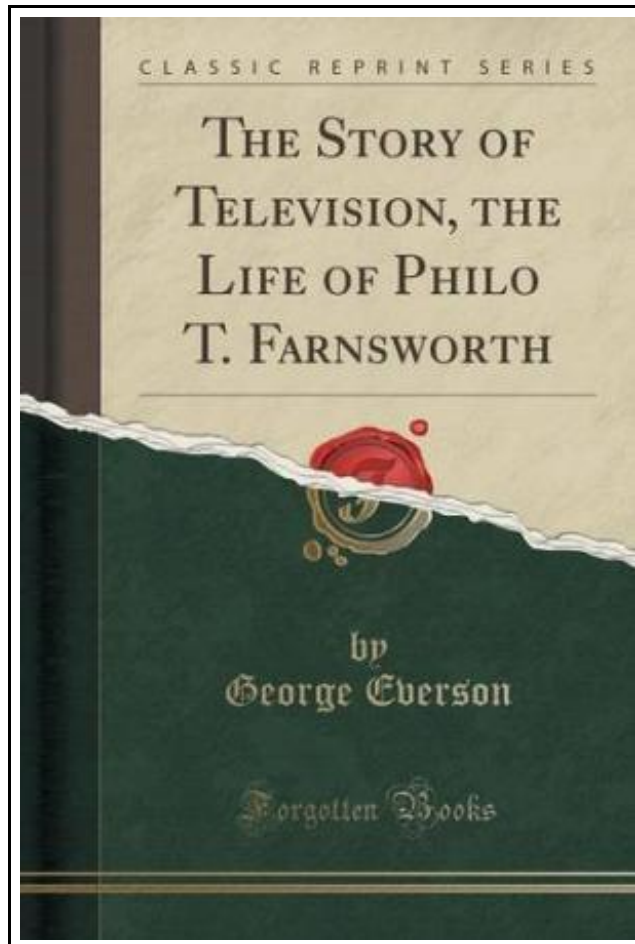 CLASSIC REPRINT SERIES
THE STORY OF
TELEVISION, THE
LIFE OF PHILO
T. FARNSWORTH
by
George Everson
Forgotten Books